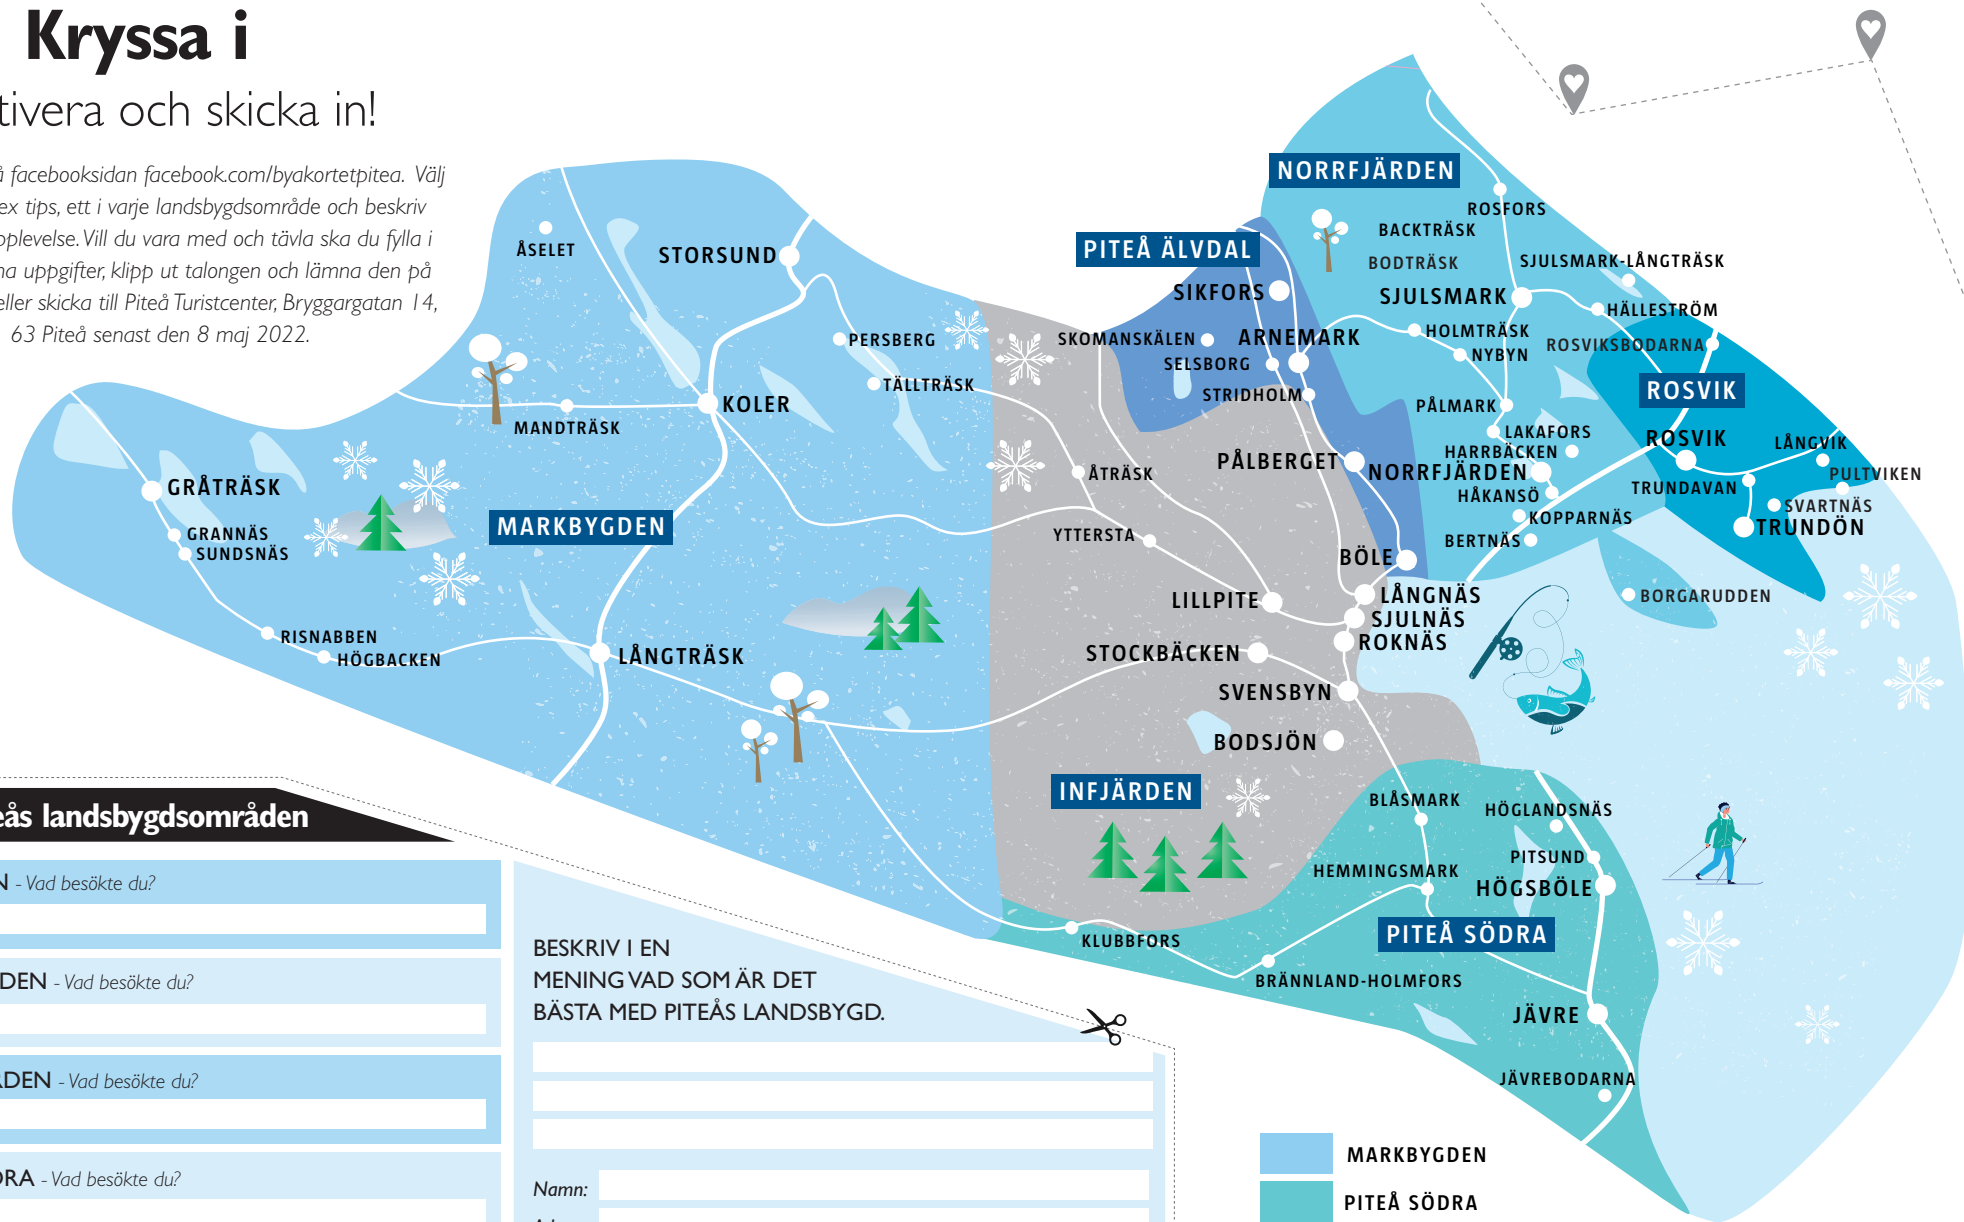 Kryssa i
tivera och skicka in!
å facebooksidan facebook.com/byakortetpitea. Välj
ex tips, ett i varje landsbygdsområde och beskriv
pplevelse. Vill du vara med och tävla ska du fylla i
na uppgifter, klipp ut talongen och lämna den på
eller skicka till Piteå Turistcenter, Bryggargatan 14,
63 Piteå senast den 8 maj 2022.
NORRFJÄRDEN
ROSFORS
BACKTRÄSK
BODTRÄSK
SJULSMARK-LÅNGTRÄSK
PITEÅ ÄLVDAL
ÅSELET
STORSUND
SIKFORS
SJULSMARK
HÄLLESTRÖM
SKOMANSKÄLEN
ARNEMARK
HOLMTRÄSK
NYBYN
ROSVIKSBODARNA
PERSBERG
SELSBORG
TÄLLTRÄSK
STRIDHOLM
ROSVIK
KOLER
MANDTRÄSK
PÅLMARK
LAKAFORS
HARRBÄCKEN
ROSVIK
LÅNGVIK
PÅLBERGET
NORRFJÄRDEN
ÅTRÄSK
PULTVIKEN
GRÅTRÄSK
HÅKANSÖ
TRUNDAVAN
SVARTNÄS
KOPPARNÄS
TRUNDÖN
MARKBYGDEN
GRANNÄS
SUNDSNÄS
YTTERSTA
BERTNÄS
BÖLE
LILLPITE
LÅNGNÄS
SJULNÄS
ROKNÄS
BORGARUDDEN
RISNABBEN
HÖGBACKEN
LÅNGTRÄSK
STOCKBÄCKEN
SVENSBYN
BODSJÖN
INFJÄRDEN
BLÅSMARK
HÖGLANDSNÄS
PITSUND
HEMMINGSMARK
HÖGSBÖLE
PITEÅ SÖDRA
KLUBBFORS
BRÄNNLAND-HOLMFORS
JÄVRE
JÄVREBODARNA
eås landsbygdsområden
N - Vad besökte du?
DEN - Vad besökte du?
RDEN - Vad besökte du?
DRA - Vad besökte du?
BESKRIV I EN
MENING VAD SOM ÄR DET
BÄSTA MED PITEÅS LANDSBYGD.
Namn:
MARKBYGDEN
PITEÅ SÖDRA